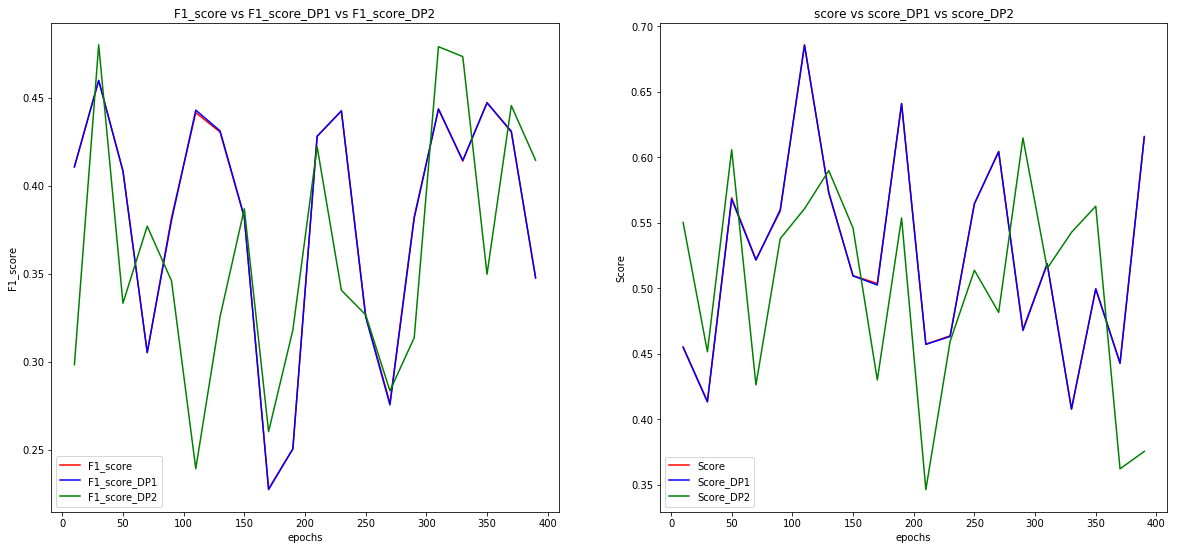 F1_score vs F1_score_DP1 vs F1_score_DP2
F1_score
0.45
0.40
0.35
0.30
0.25
F1_score
F1_score_DP1
F1_score_DP2
0 50 100 150 200 250 300 350 400
epochs
score vs score_DP1 vs score_DP2
Score
0.70
0.65
0.60
0.55
0.50
0.45
0.40
0.35
Score
Score_DP1
Score_DP2
0 50 100 150 200 250 300 350 400
epochs